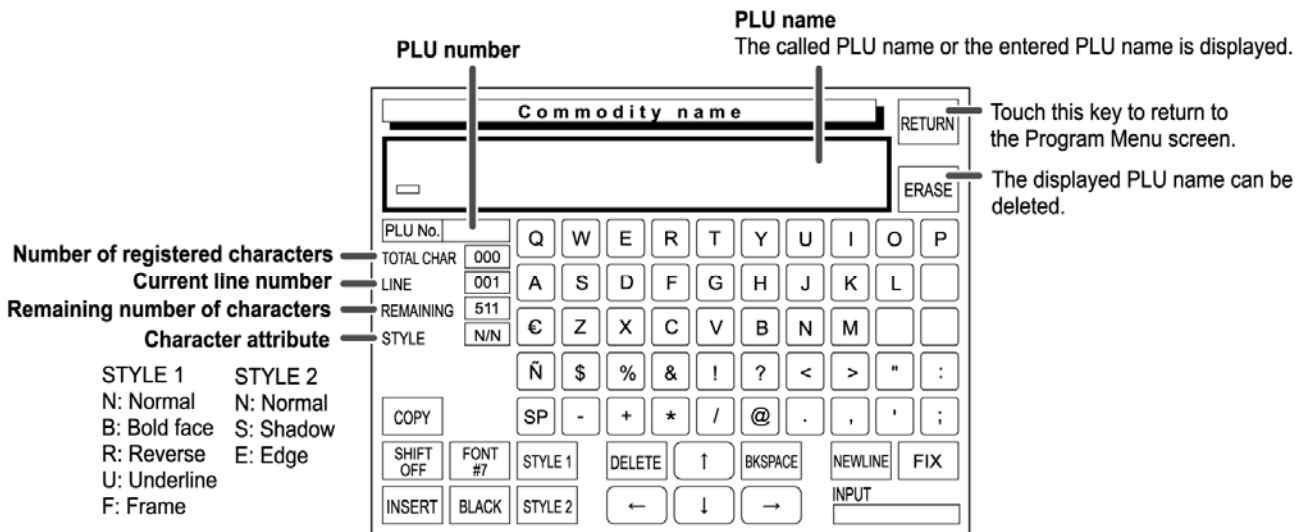 PLU name
The called PLU name or the entered PLU name is displayed.
PLU number
Commodity name
RETURN
Touch this key to return to
the Program Menu screen.
ERASE
The displayed PLU name can be
deleted.
PLU No.
Number of registered characters
TOTAL CHAR 000
Current line number
LINE 001
Remaining number of characters
REMAINING 511
Character attribute
STYLE N/N
Q W E R T Y U I O P
A S D F G H J K L
€ Z X C V B N M
Ñ $ % & ! ? < > " :
SP - + * / @ . , ' ;
STYLE 1
N: Normal
B: Bold face
R: Reverse
U: Underline
F: Frame
STYLE 2
N: Normal
S: Shadow
E: Edge
COPY
SHIFT
OFF
FONT
#7
STYLE 1
DELETE
↑
BKSPACE
NEWLINE
FIX
INSERT
BLACK
STYLE 2
←
↓
→
INPUT